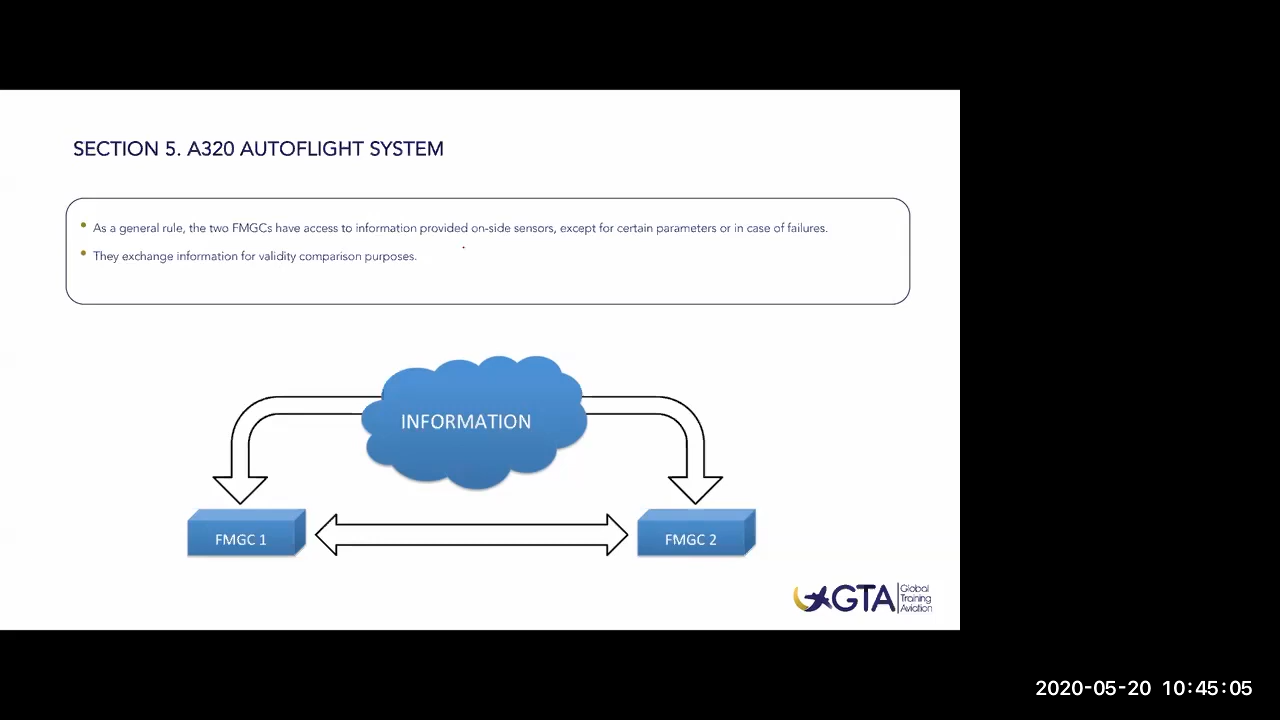 SECTION 5. A320 AUTOFLIGHT SYSTEM
• As a general rule, the two FMGCs have access to information provided on-side sensors, except for certain parameters or in case of failures.
• They exchange information for validity comparison purposes.
INFORMATION
FMGC 1
FMGC 2
GTA
Global
Training
Aviation
2020-05-20 10:45:05